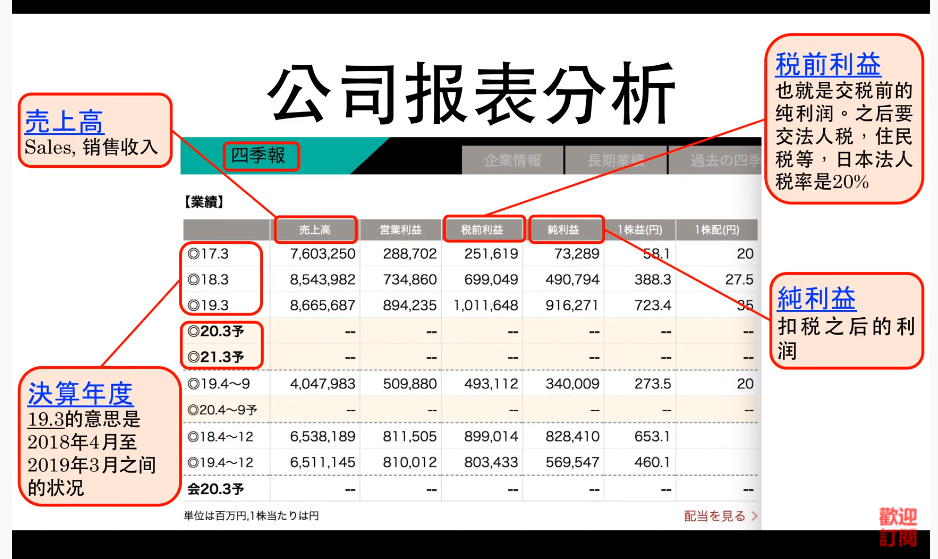 公司报表分析
税前利益
也就是交税前的
纯利润。之后要
交法人税，住民
税等，日本法人
税率是20%
売上高
Sales, 销售收入
四季報
企業情報 長期業績 過去の四季
【業績】
売上高 営業利益 税前利益 純利益 1株益(円) 1株配(円)
◎17.3 7,603,250 288,702 251,619 73,289 58.1 20
◎18.3 8,543,982 734,860 699,049 490,794 388.3 27.5
◎19.3 8,665,687 894,235 1,011,648 916,271 723.4 35
◎20.3予 -- -- -- -- -- --
◎21.3予 -- -- -- -- -- --
◎19.4～9 4,047,983 509,880 493,112 340,009 273.5 20
◎20.4～9予 -- -- -- -- -- --
◎18.4～12 6,538,189 811,505 899,014 828,410 653.1
◎19.4～12 6,511,145 810,012 803,433 569,547 460.1
会20.3予 -- -- -- -- -- --
単位は百万円,1株当たりは円
配当を見る >
純利益
扣税之后的利
润
決算年度
19.3的意思是
2018年4月至
2019年3月之间
的状况
歡迎
訂閱